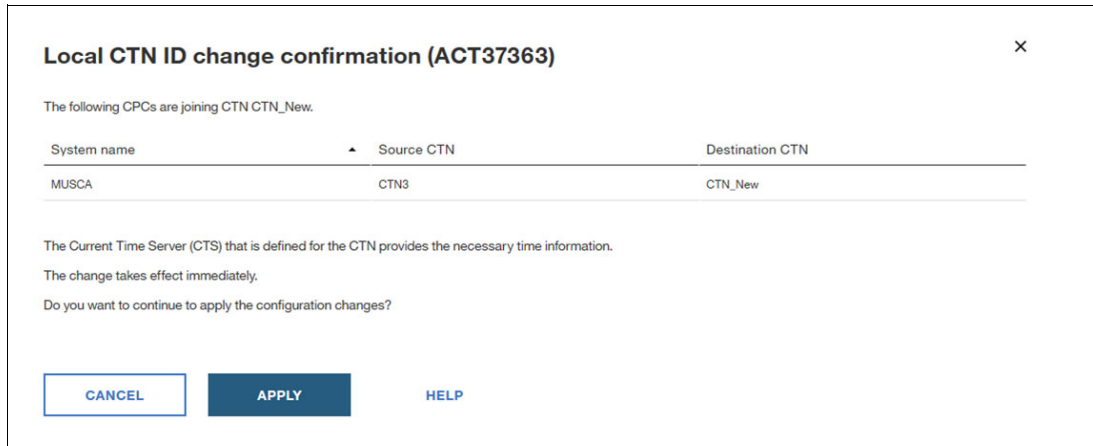 Local CTN ID change confirmation (ACT37363)
The following CPCs are joining CTN CTN_New.
System name Source CTN Destination CTN
MUSCA CTN3 CTN_New
The Current Time Server (CTS) that is defined for the CTN provides the necessary time information.
The change takes effect immediately.
Do you want to continue to apply the configuration changes?
CANCEL APPLY HELP